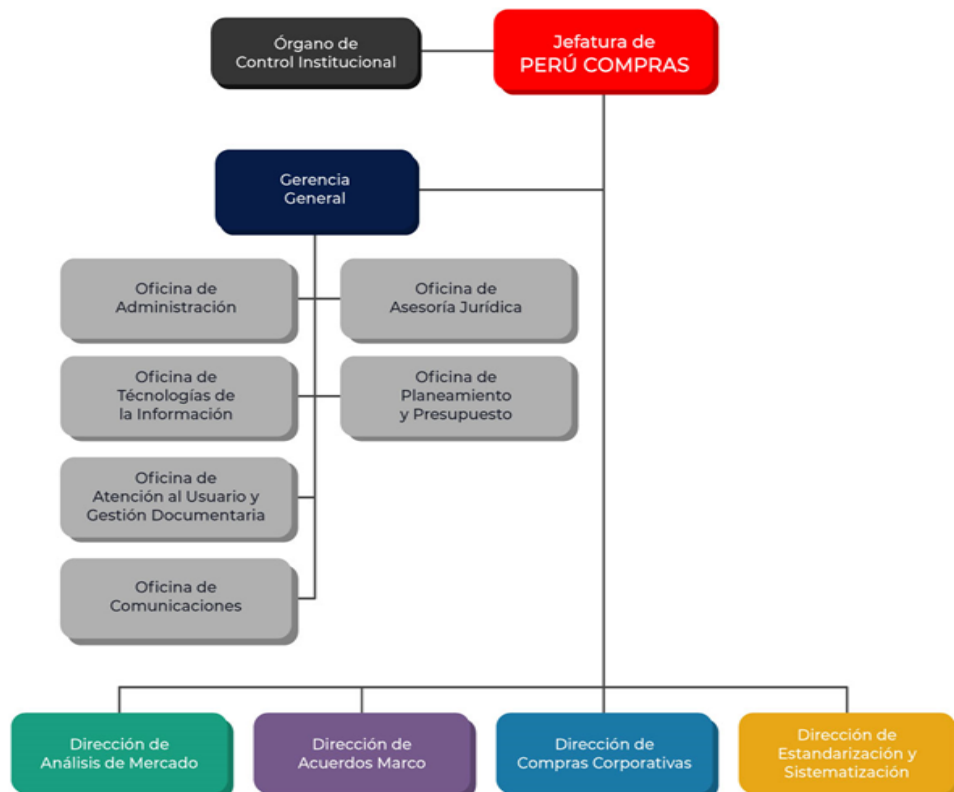 Órgano de
Control Institucional
Jefatura de
PERÚ COMPRAS
Gerencia
General
Oficina de
Administración
Oficina de
Asesoría Jurídica
Oficina de
Técnologías de
la Información
Oficina de
Planeamiento
y Presupuesto
Oficina de
Atención al Usuario y
Gestión Documentaria
Oficina de
Comunicaciones
Dirección de
Análisis de Mercado
Dirección de
Acuerdos Marco
Dirección de
Compras Corporativas
Dirección de
Estandarización y
Sistematización